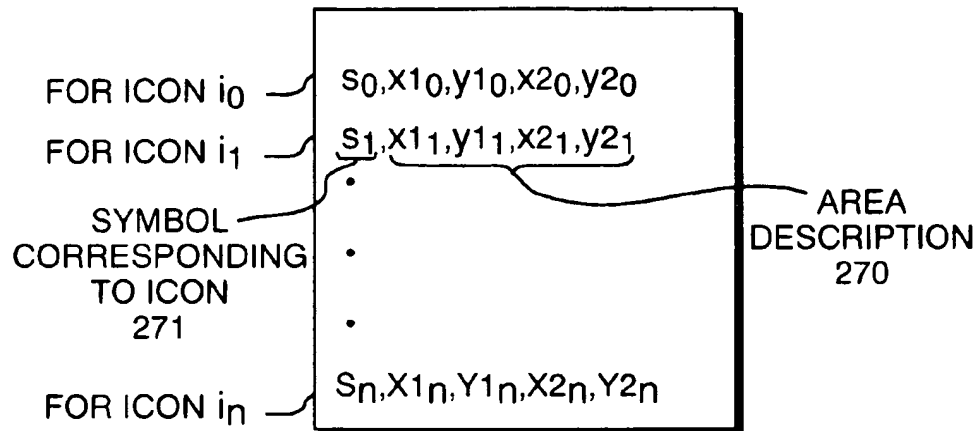 FOR ICON i0
s0,x10,y10,x20,y20
FOR ICON i1
s1,x11,y11,x21,y21
SYMBOL
CORRESPONDING
TO ICON
271
AREA
DESCRIPTION
270
FOR ICON in
Sn,X1n,Y1n,X2n,Y2n